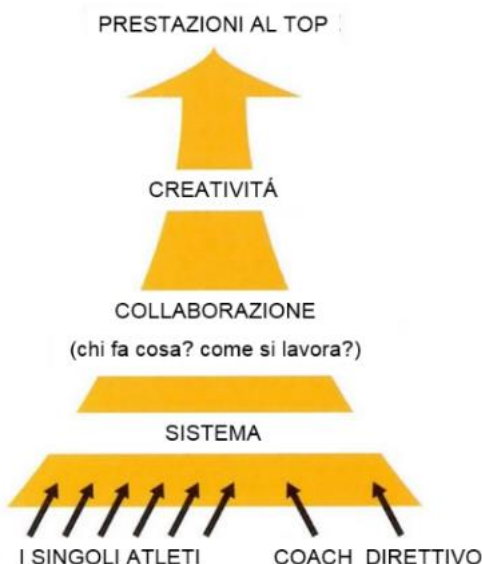 PRESTAZIONI AL TOP
CREATIVITÁ
COLLABORAZIONE
(chi fa cosa? come si lavora?)
SISTEMA
I SINGOLI ATLETI COACH DIRETTIVO